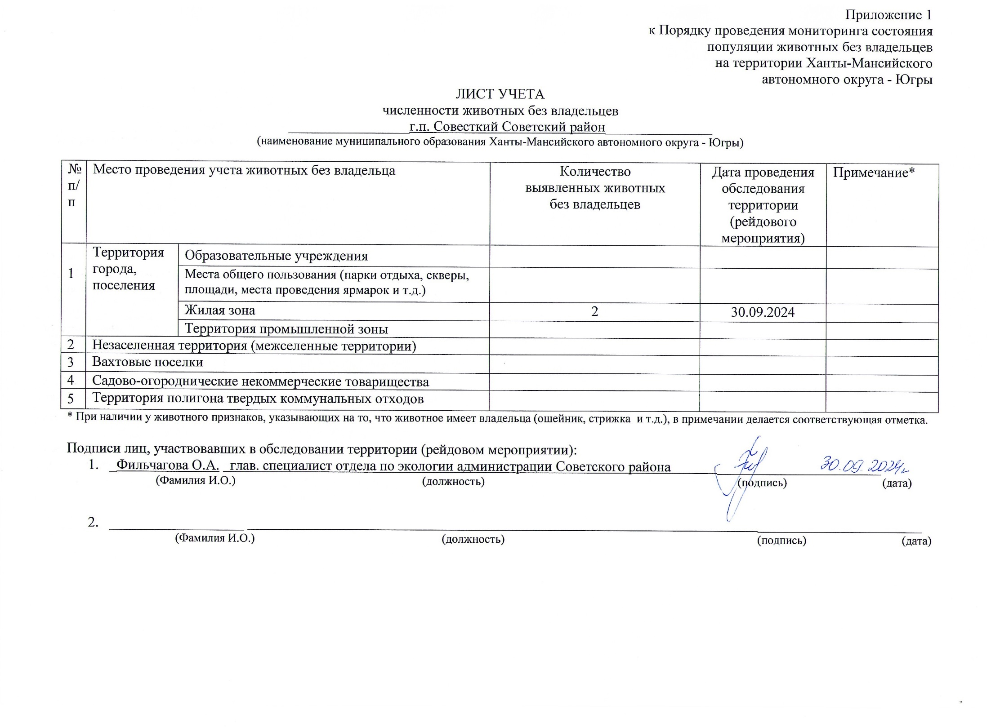 Приложение 1
к Порядку проведения мониторинга состояния
популяции животных без владельцев
на территории Ханты-Мансийского
автономного округа - Югры
ЛИСТ УЧЕТА
численности животных без владельцев
г.п. Совесткий Советский район
(наименование муниципального образования Ханты-Мансийского автономного округа - Югры)
№ п/п Место проведения учета животных без владельца Количество выявленных животных без владельцев Дата проведения обследования территории (рейдового мероприятия) Примечание*
1 Территория города, поселения Образовательные учреждения
Места общего пользования (парки отдыха, скверы,
площади, места проведения ярмарок и т.д.)
Жилая зона 2 30.09.2024
Территория промышленной зоны
2 Незаселенная территория (межселенные территории)
3 Вахтовые поселки
4 Садово-огороднические некоммерческие товарищества
5 Территория полигона твердых коммунальных отходов
* При наличии у животного признаков, указывающих на то, что животное имеет владельца (ошейник, стрижка и т.д.), в примечании делается соответствующая отметка.
Подписи лиц, участвовавших в обследовании территории (рейдовом мероприятии):
1. Фильчагова О.А. глав. специалист отдела по экологии администрации Советского района 30.09.2024г
(Фамилия И.О.) (должность) (подпись) (дата)
2.
(Фамилия И.О.) (должность) (подпись) (дата)